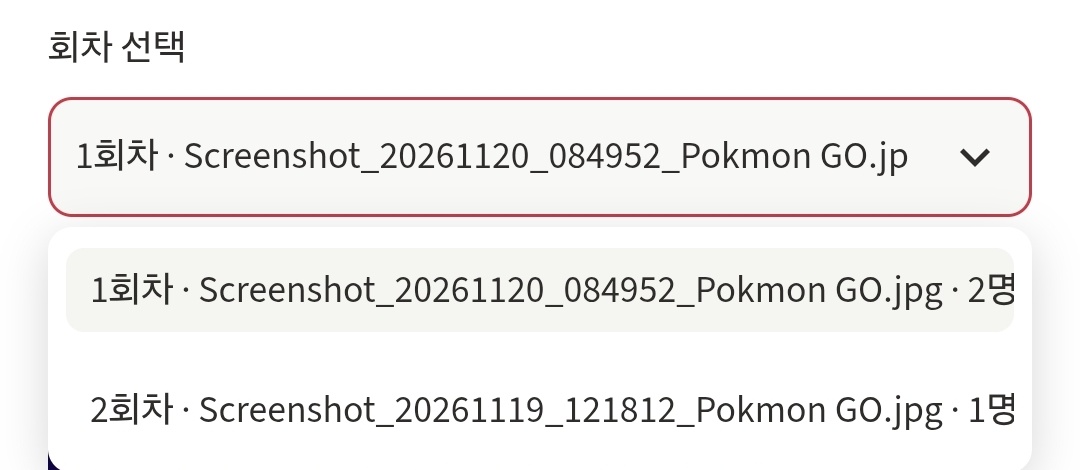 회차 선택
1회차 · Screenshot_20261120_084952_Pokmon GO.jp
1회차 · Screenshot_20261120_084952_Pokmon GO.jpg · 2명
2회차 · Screenshot_20261119_121812_Pokmon GO.jpg · 1명